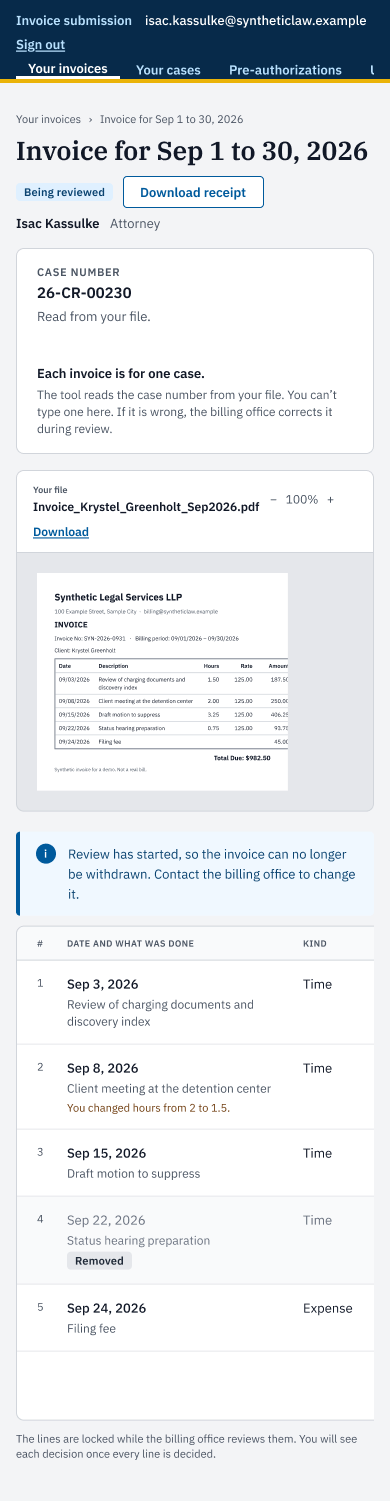 Invoice submission isac.kassulke@syntheticlaw.example
Sign out
Your invoices Your cases Pre-authorizations
Your invoices › Invoice for Sep 1 to 30, 2026
Invoice for Sep 1 to 30, 2026
Being reviewed Download receipt
Isac Kassulke Attorney
CASE NUMBER
26-CR-00230
Read from your file.
Each invoice is for one case.
The tool reads the case number from your file. You can’t
type one here. If it is wrong, the billing office corrects it
during review.
Your file
Invoice_Krystel_Greenholt_Sep2026.pdf − 100% +
Download
Synthetic Legal Services LLP
100 Example Street, Sample City · billing@syntheticlaw.example
INVOICE
Invoice No: SYN-2026-0931 · Billing period: 09/01/2026 – 09/30/2026
Client: Krystel Greenholt
Date Description Hours Rate Amount
09/03/2026 Review of charging documents and 1.50 125.00 187.50
discovery index
09/08/2026 Client meeting at the detention center 2.00 125.00 250.00
09/15/2026 Draft motion to suppress 3.25 125.00 406.25
09/22/2026 Status hearing preparation 0.75 125.00 93.75
09/24/2026 Filing fee 45.00
Total Due: $982.50
Synthetic invoice for a demo. Not a real bill.
Review has started, so the invoice can no longer
be withdrawn. Contact the billing office to change
it.
# DATE AND WHAT WAS DONE KIND
1 Sep 3, 2026 Time
Review of charging documents and
discovery index
2 Sep 8, 2026 Time
Client meeting at the detention center
You changed hours from 2 to 1.5.
3 Sep 15, 2026 Time
Draft motion to suppress
4 Sep 22, 2026 Time
Status hearing preparation
Removed
5 Sep 24, 2026 Expense
Filing fee
The lines are locked while the billing office reviews them. You will see
each decision once every line is decided.